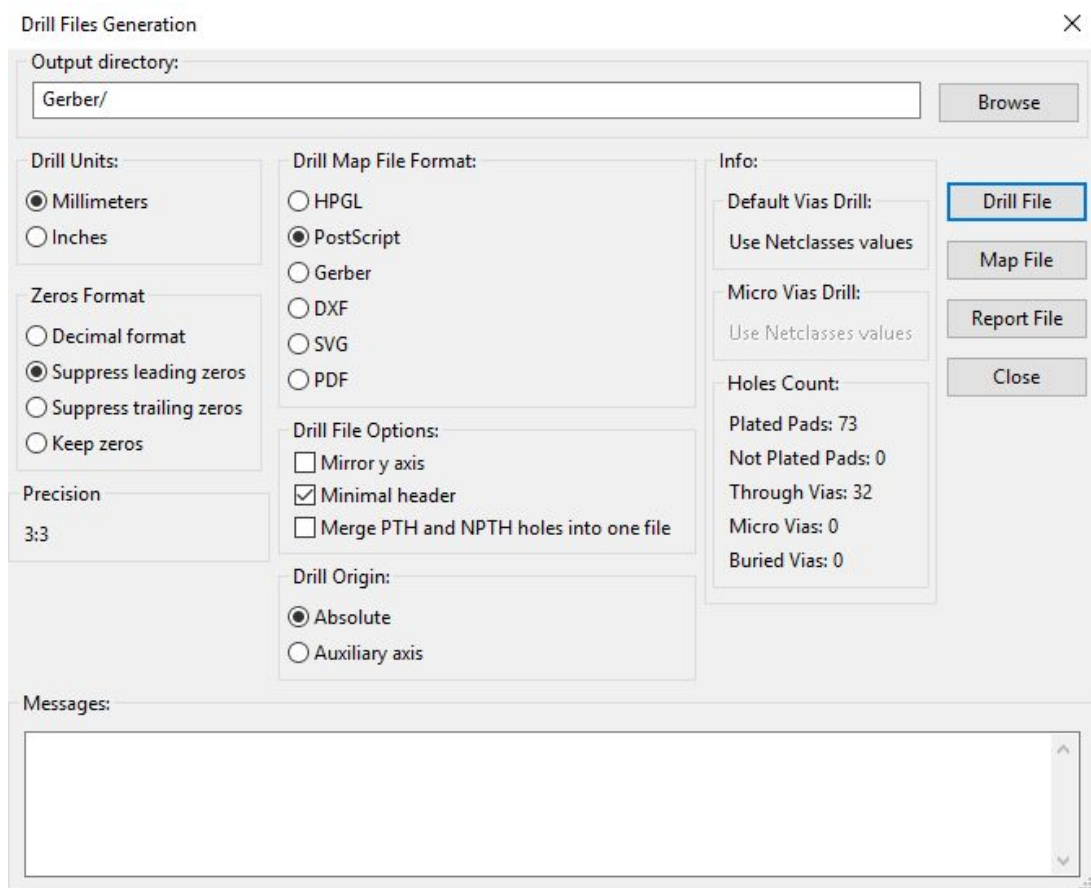 Drill Files Generation
Output directory:
Gerber/
Browse
Drill Units:
Millimeters
Inches
Zeros Format
Decimal format
Suppress leading zeros
Suppress trailing zeros
Keep zeros
Precision
3:3
Drill Map File Format:
HPGL
PostScript
Gerber
DXF
SVG
PDF
Drill File Options:
Mirror y axis
Minimal header
Merge PTH and NPTH holes into one file
Drill Origin:
Absolute
Auxiliary axis
Info:
Default Vias Drill:
Use Netclasses values
Micro Vias Drill:
Use Netclasses values
Holes Count:
Plated Pads: 73
Not Plated Pads: 0
Through Vias: 32
Micro Vias: 0
Buried Vias: 0
Drill File
Map File
Report File
Close
Messages: